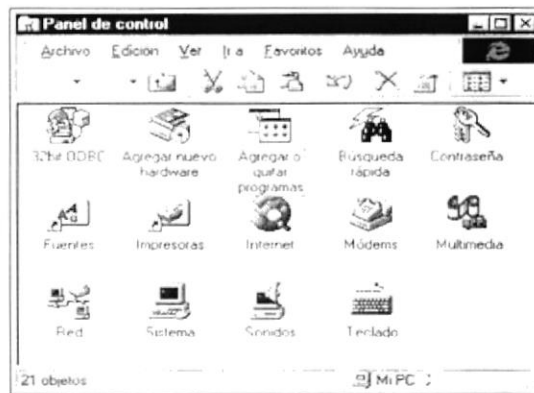 Panel de control
Archivo Edición Ver Ir a Favoritos Ayuda
32bit ODBC Agregar nuevo hardware Agregar o quitar programas Búsqueda rápida Contraseña
Fuentes Impresoras Internet Módems Multimedia
Red Sistema Sonidos Teclado
21 objetos Mi PC